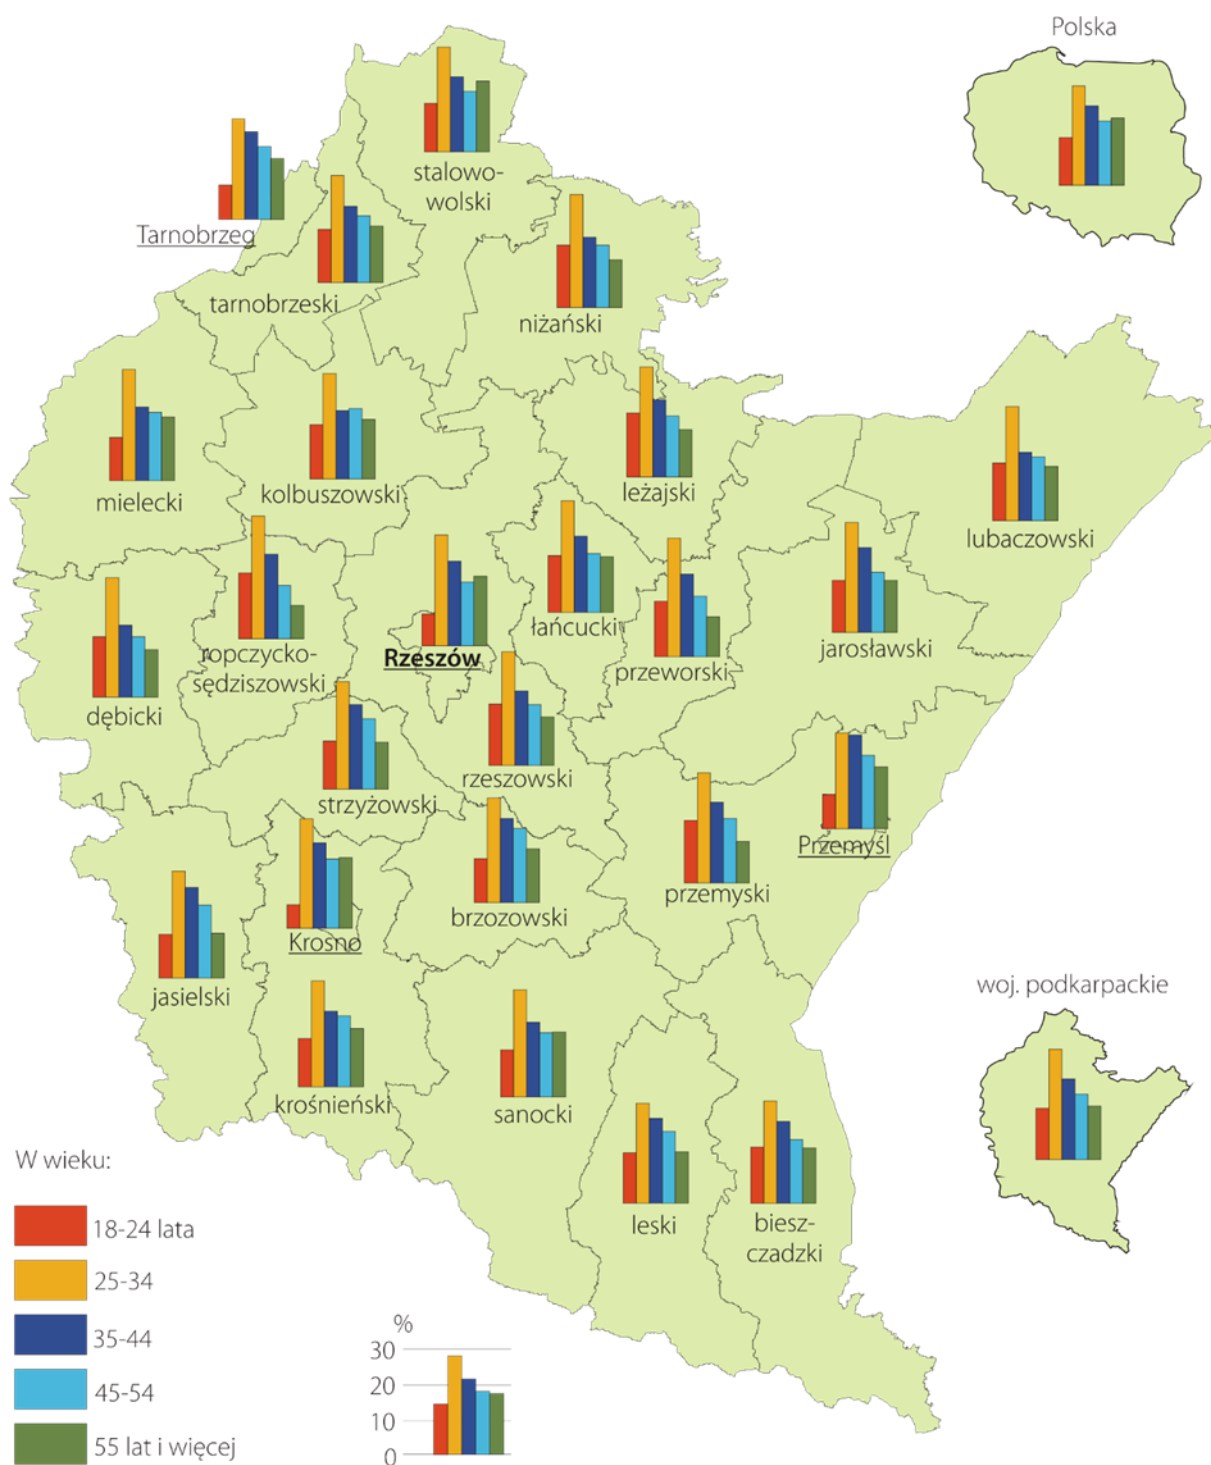 Polska
stalowo-
wolski
Tarnobrzeg
tarnobrzeski
niżański
mielecki
kolbuszowski
leżajski
lubaczowski
ropczycko-
sędziszowski
Rzeszów
łańcucki
przeworski
jarosławski
dębicki
strzyżowski
rzeszowski
Przemyśl
przemyski
brzozowski
Krosno
jasielski
woj. podkarpackie
krośnieński
sanocki
leski
biesz-
czadzki
W wieku:
18-24 lata
25-34
35-44
45-54
55 lat i więcej
%
30
20
10
0